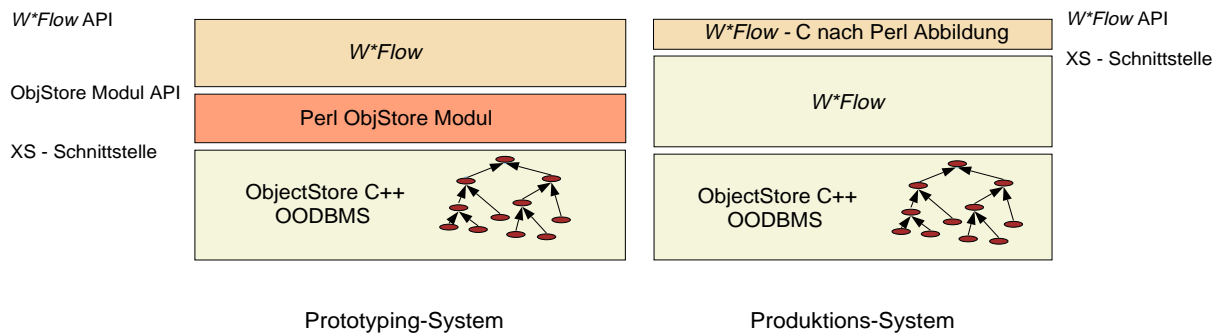 W*Flow API
W*Flow
ObjStore Modul API
Perl ObjStore Modul
XS - Schnittstelle
ObjectStore C++
OODBMS
Prototyping-System
W*Flow - C nach Perl Abbildung
W*Flow API
XS - Schnittstelle
W*Flow
ObjectStore C++
OODBMS
Produktions-System